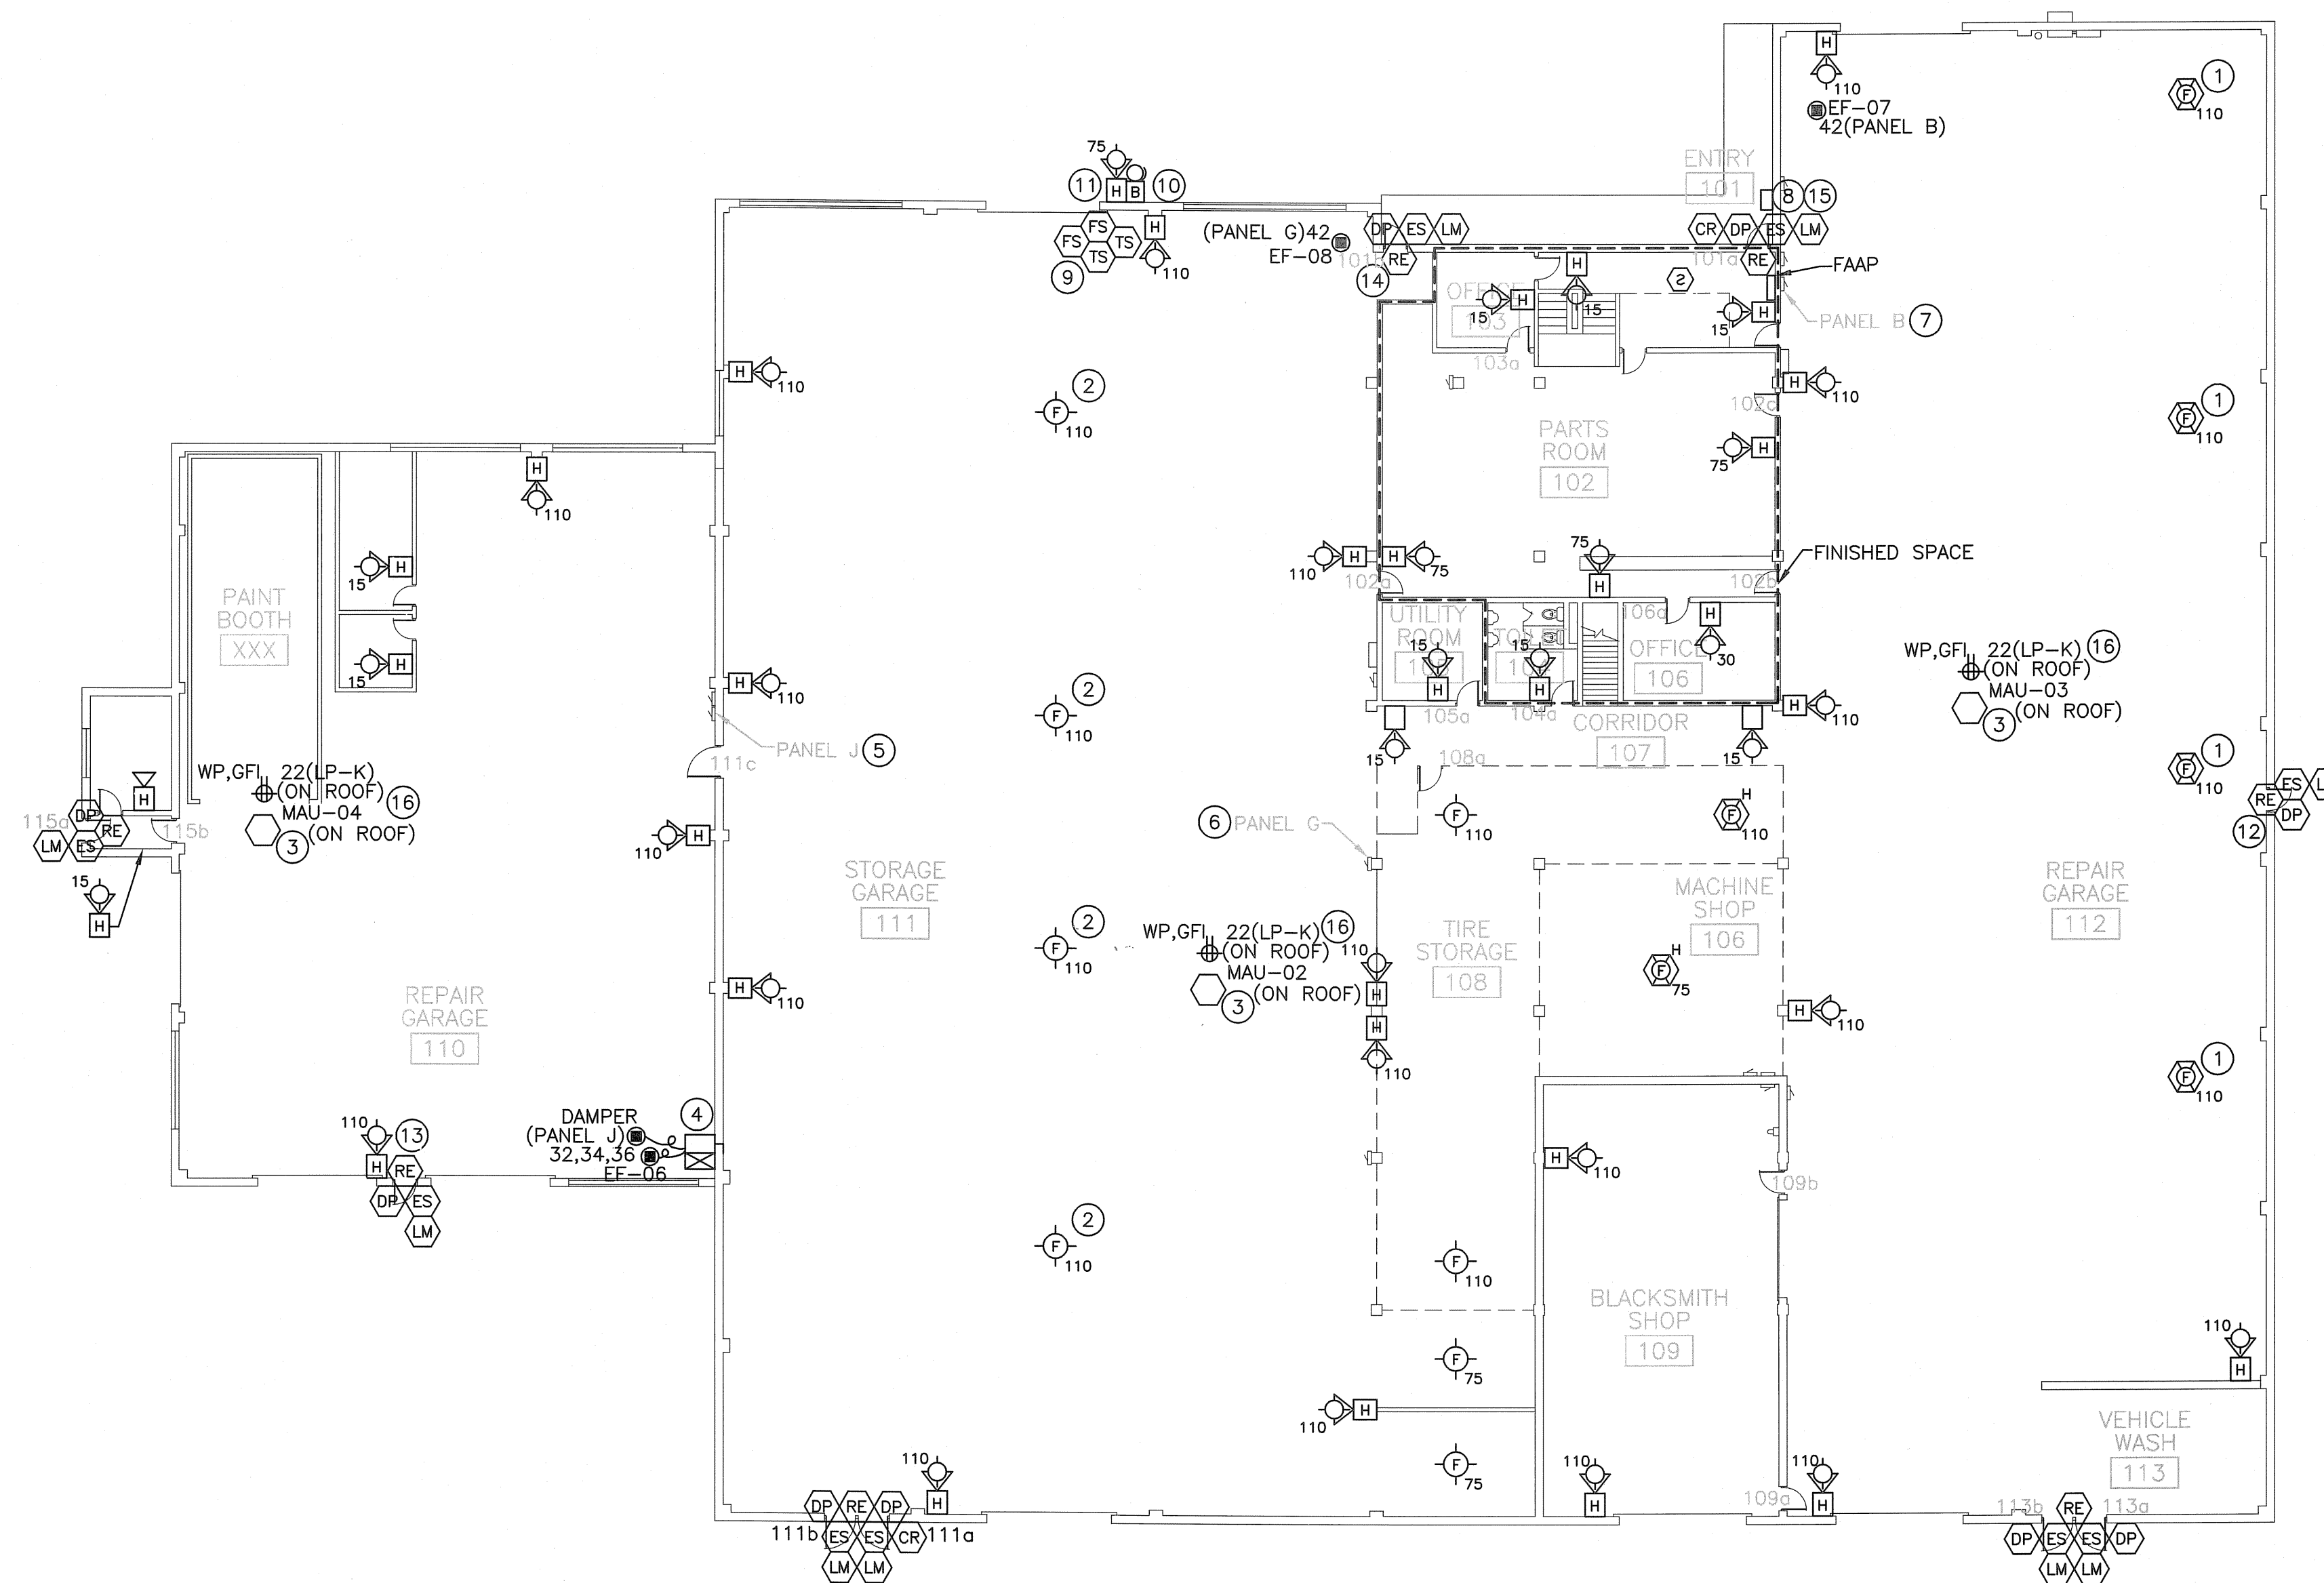 H
110
EF-07
42(PANEL B)
1
F
110
75
11
H
B
10
ENTRY
101
8
15
(PANEL G)42
EF-08
DP
ES
LM
RE
101b
14
CR
DP
ES
LM
101a
RE
FAAP
FS
FS
TS
TS
9
H
110
OFFICE
103
15
H
H
15
S
15
H
PANEL B
7
103a
H
110
2
F
110
H
110
102c
1
F
110
PARTS
ROOM
102
75
H
H
110
15
H
110
H
H
75
75
H
FINISHED SPACE
102a
102b
PAINT
BOOTH
XXX
15
H
UTILITY
ROOM
105
15
H
TOILET
104
15
H
106a
OFFICE
106
H
30
WP,GFI
22(LP-K)
16
(ON ROOF)
MAU-03
3
(ON ROOF)
H
110
2
F
110
105a
104a
CORRIDOR
107
H
110
PANEL J
5
111c
15
108a
15
1
F
110
H
WP,GFI
22(LP-K)
(ON ROOF)
16
MAU-04
3
(ON ROOF)
115a
DP
RE
LM
ES
115b
110
H
6
PANEL G
F
110
H
F
110
ES
L
RE
DP
12
15
H
STORAGE
GARAGE
111
MACHINE
SHOP
106
REPAIR
GARAGE
112
2
F
110
WP,GFI
22(LP-K)
16
(ON ROOF)
MAU-02
3
(ON ROOF)
110
H
H
110
TIRE
STORAGE
108
H
F
75
H
110
REPAIR
GARAGE
110
H
110
1
F
110
DAMPER
(PANEL J)
32,34,36
EF-06
4
110
13
H
RE
DP
ES
LM
H
110
109b
2
F
110
F
110
BLACKSMITH
SHOP
109
F
75
110
H
110
H
F
75
VEHICLE
WASH
113
110
H
DP
RE
DP
111b
ES
ES
CR
111a
LM
LM
110
H
109a
110
H
113b
RE
113a
DP
ES
ES
DP
LM
LM